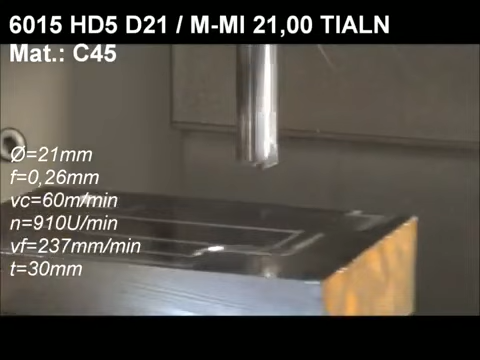 6015 HD5 D21 / M-MI 21,00 TIALN
Mat.: C45
Ø=21mm
f=0,26mm
vc=60m/min
n=910U/min
vf=237mm/min
t=30mm